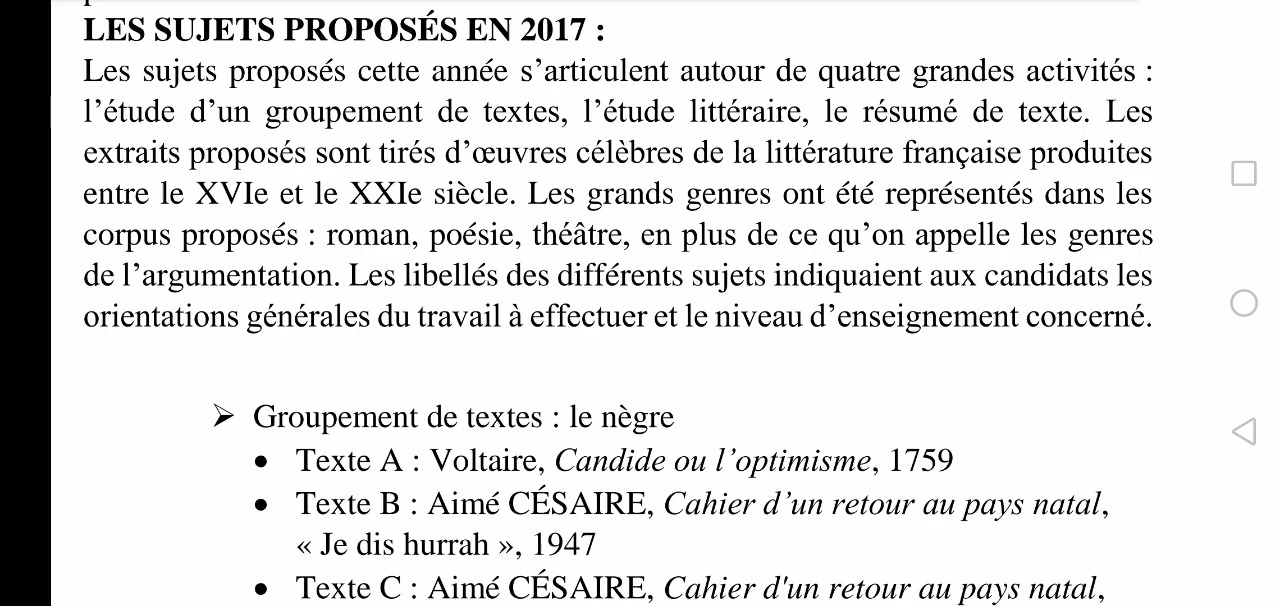 LES SUJETS PROPOSÉS EN 2017 :
Les sujets proposés cette année s’articulent autour de quatre grandes activités :
l’étude d’un groupement de textes, l’étude littéraire, le résumé de texte. Les
extraits proposés sont tirés d’œuvres célèbres de la littérature française produites
entre le XVIe et le XXIe siècle. Les grands genres ont été représentés dans les
corpus proposés : roman, poésie, théâtre, en plus de ce qu’on appelle les genres
de l’argumentation. Les libellés des différents sujets indiquaient aux candidats les
orientations générales du travail à effectuer et le niveau d’enseignement concerné.
➢ Groupement de textes : le nègre
• Texte A : Voltaire, Candide ou l’optimisme, 1759
• Texte B : Aimé CÉSAIRE, Cahier d’un retour au pays natal,
« Je dis hurrah », 1947
• Texte C : Aimé CÉSAIRE, Cahier d'un retour au pays natal,